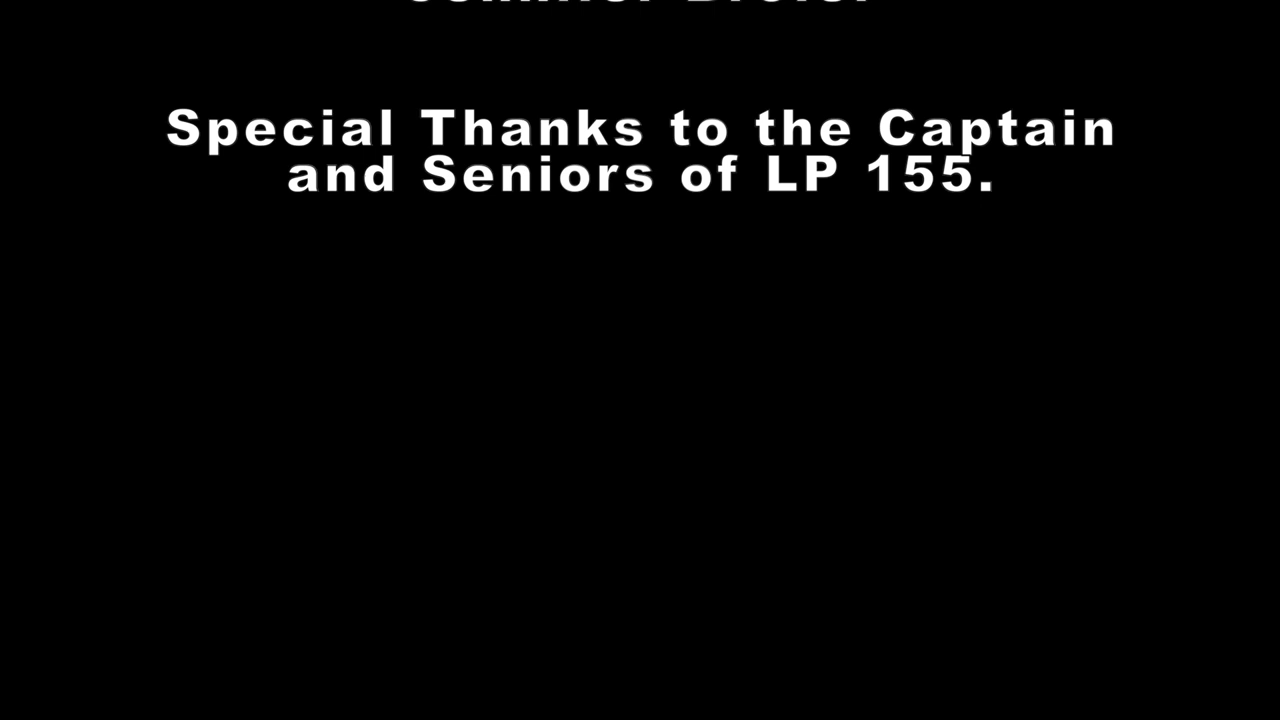 Special Thanks to the Captain
and Seniors of LP 155.